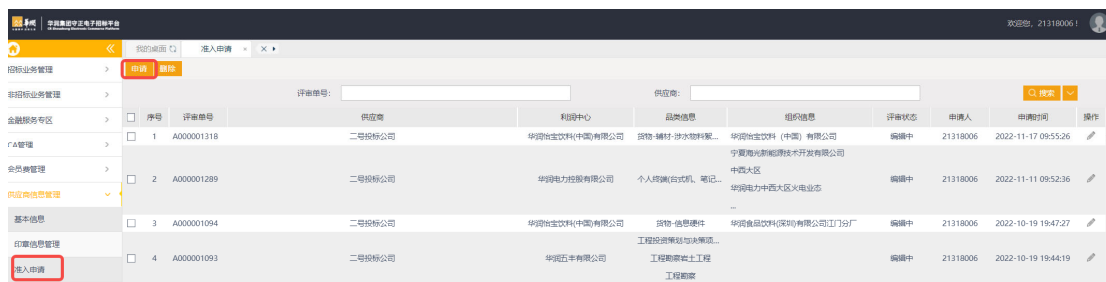 华润集团守正电子招标平台
欢迎您，21318006！
我的桌面
准入申请
申请
删除
招标业务管理
非招标业务管理
金融服务专区
CA管理
会员费管理
供应商信息管理
基本信息
印章信息管理
准入申请
评审单号：
供应商：
搜索
序号 评审单号 供应商 利润中心 品类信息 组织信息 评审状态 申请人 申请时间 操作
1 A000001318 二号投标公司 华润怡宝饮料(中国)有限公司 货物-辅材-涉水物料絮... 华润怡宝饮料（中国）有限公司 编辑中 21318006 2022-11-17 09:55:26
宁夏海光新能源技术开发有限公司
中西大区
2 A000001289 二号投标公司 华润电力控股有限公司 个人终端(台式机、笔记... 编辑中 21318006 2022-11-11 09:52:36
华润电力中西大区火电业态
...
3 A000001094 二号投标公司 华润怡宝饮料(中国)有限公司 货物-信息硬件 华润食品饮料(深圳)有限公司江门分厂 编辑中 21318006 2022-10-19 19:47:27
工程投资策划与决策项...
4 A000001093 二号投标公司 华润五丰有限公司 工程勘察岩土工程 编辑中 21318006 2022-10-19 19:44:19
工程勘察